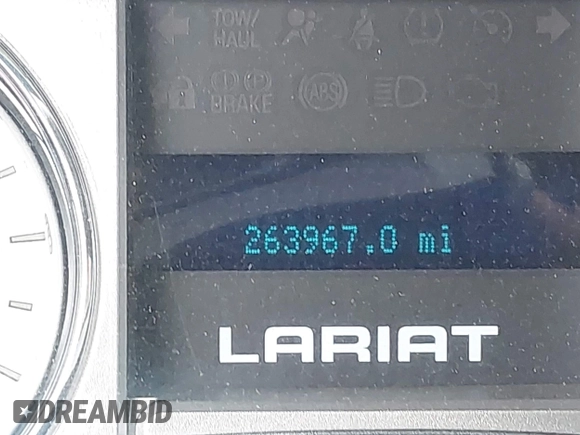 TOW/
HAUL
BRAKE
ABS
263967.0 mi
LARIAT
DREAMBID